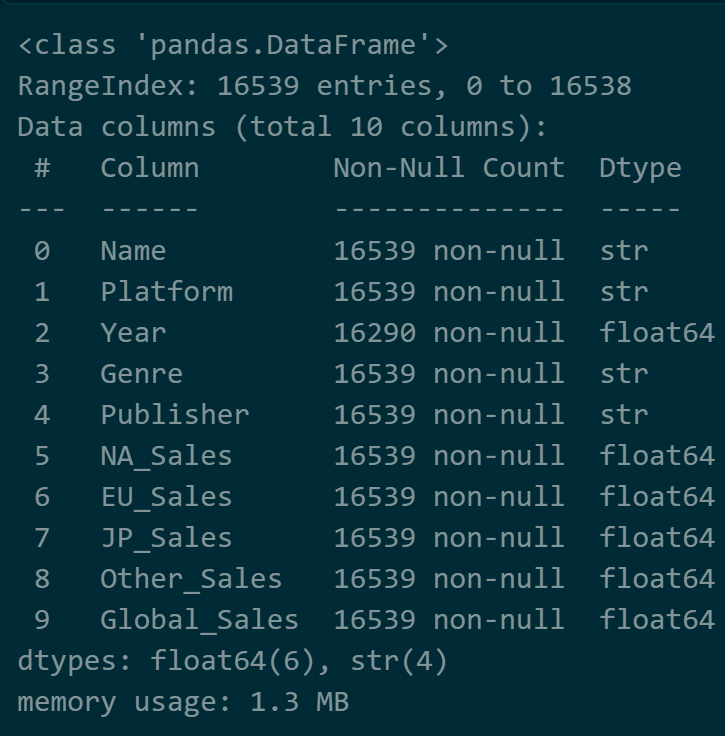 <class 'pandas.DataFrame'>
RangeIndex: 16539 entries, 0 to 16538
Data columns (total 10 columns):
 #   Column        Non-Null Count  Dtype
---  ------        --------------  -----
 0   Name          16539 non-null  str
 1   Platform      16539 non-null  str
 2   Year          16290 non-null  float64
 3   Genre         16539 non-null  str
 4   Publisher     16539 non-null  str
 5   NA_Sales      16539 non-null  float64
 6   EU_Sales      16539 non-null  float64
 7   JP_Sales      16539 non-null  float64
 8   Other_Sales   16539 non-null  float64
 9   Global_Sales  16539 non-null  float64
dtypes: float64(6), str(4)
memory usage: 1.3 MB